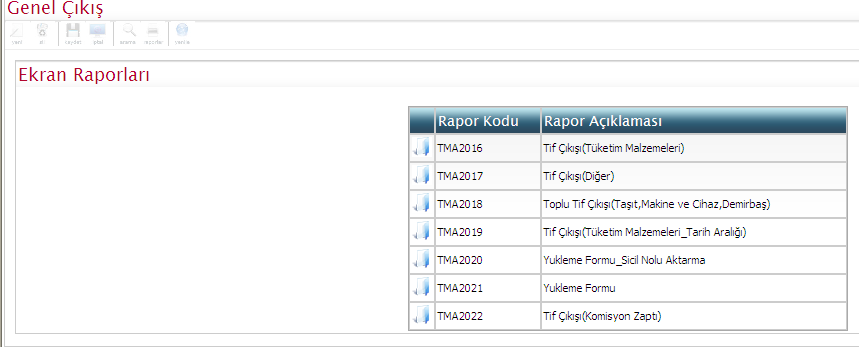 Genel Çıkış
yeni sil kaydet iptal arama raporlar yardım
Ekran Raporları
Rapor Kodu Rapor Açıklaması
TMA2016 Tif Çıkışı(Tüketim Malzemeleri)
TMA2017 Tif Çıkışı(Diğer)
TMA2018 Toplu Tif Çıkışı(Taşıt,Makine ve Cihaz,Demirbaş)
TMA2019 Tif Çıkışı(Tüketim Malzemeleri_Tarih Aralığı)
TMA2020 Yukleme Formu_Sicil Nolu Aktarma
TMA2021 Yukleme Formu
TMA2022 Tif Çıkışı(Komisyon Zaptı)